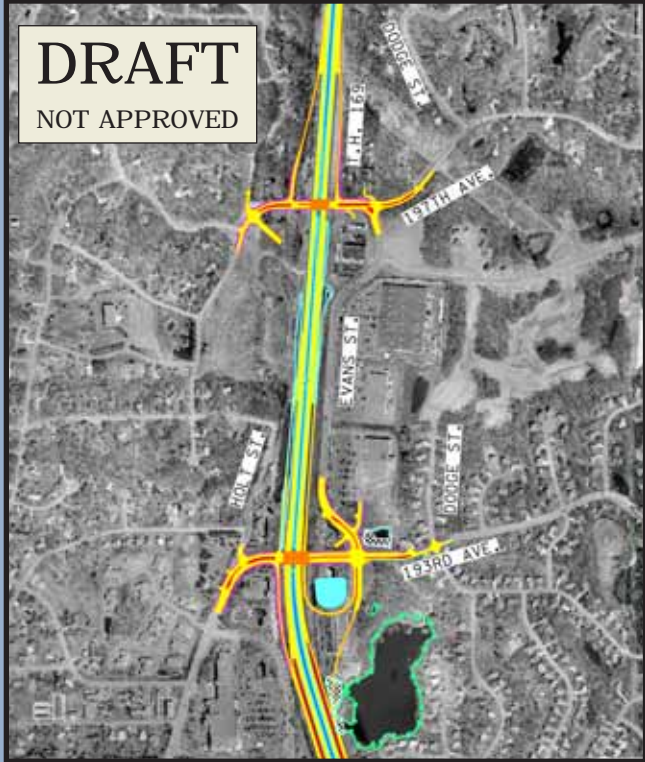 DRAFT
NOT APPROVED
DODGE ST.
T.H. 169
197TH AVE.
EVANS ST.
HOLT ST.
DODGE ST.
193RD AVE.